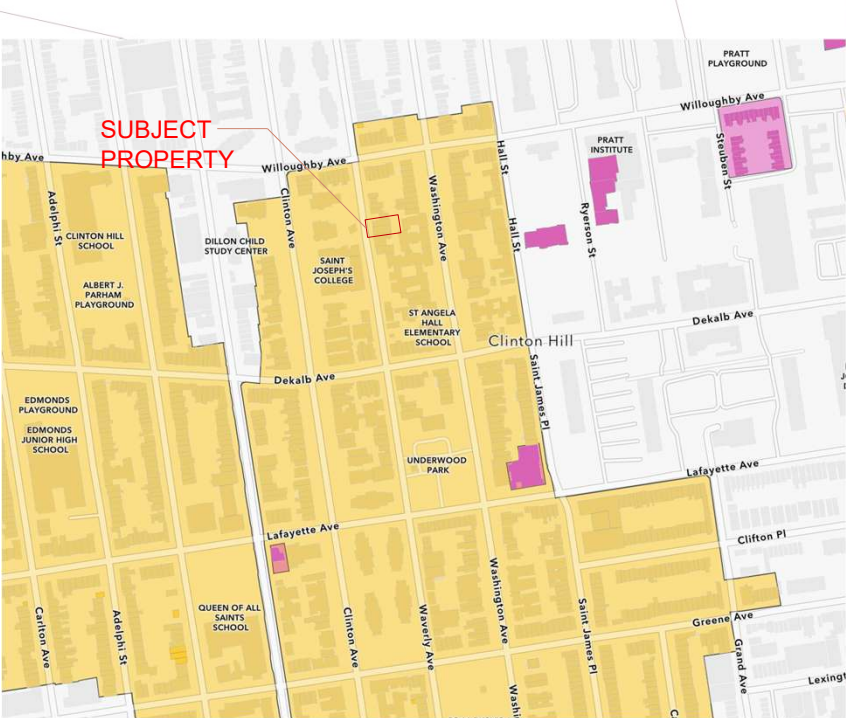 PRATT
PLAYGROUND
Willoughby Ave
SUBJECT
PROPERTY
PRATT
INSTITUTE
Steuben St
hby Ave
Willoughby Ave
Hall St
Adelphi St
Clinton Ave
Washington Ave
CLINTON HILL
SCHOOL
DILLON CHILD
STUDY CENTER
Hall St
Ryerson St
SAINT
JOSEPH'S
COLLEGE
ALBERT J.
PARHAM
PLAYGROUND
ST ANGELA
HALL
ELEMENTARY
SCHOOL
Dekalb Ave
Clinton Hill
Dekalb Ave
Saint James Pl
EDMONDS
PLAYGROUND
EDMONDS
JUNIOR HIGH
SCHOOL
UNDERWOOD
PARK
Lafayette Ave
Lafayette Ave
Clifton Pl
Washington Ave
QUEEN OF ALL
SAINTS
SCHOOL
Carlton Ave
Adelphi St
Clinton Ave
Waverly Ave
Saint James Pl
Greene Ave
Grand Ave
Lexingt
Washi